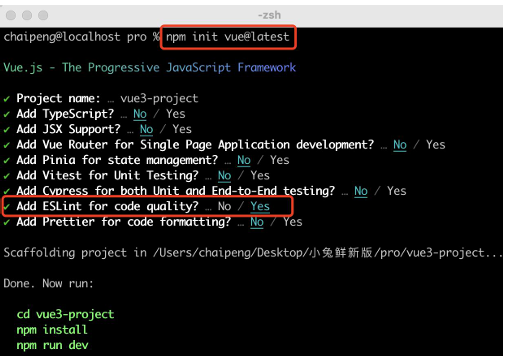 -zsh
chaipeng@localhost pro % npm init vue@latest
Vue.js - The Progressive JavaScript Framework
✔ Project name: … vue3-project
✔ Add TypeScript? … No / Yes
✔ Add JSX Support? … No / Yes
✔ Add Vue Router for Single Page Application development? … No / Yes
✔ Add Pinia for state management? … No / Yes
✔ Add Vitest for Unit Testing? … No / Yes
✔ Add Cypress for both Unit and End-to-End testing? … No / Yes
✔ Add ESLint for code quality? … No / Yes
✔ Add Prettier for code formatting? … No / Yes
Scaffolding project in /Users/chaipeng/Desktop/小兔鲜新版/pro/vue3-project...
Done. Now run:
cd vue3-project
npm install
npm run dev